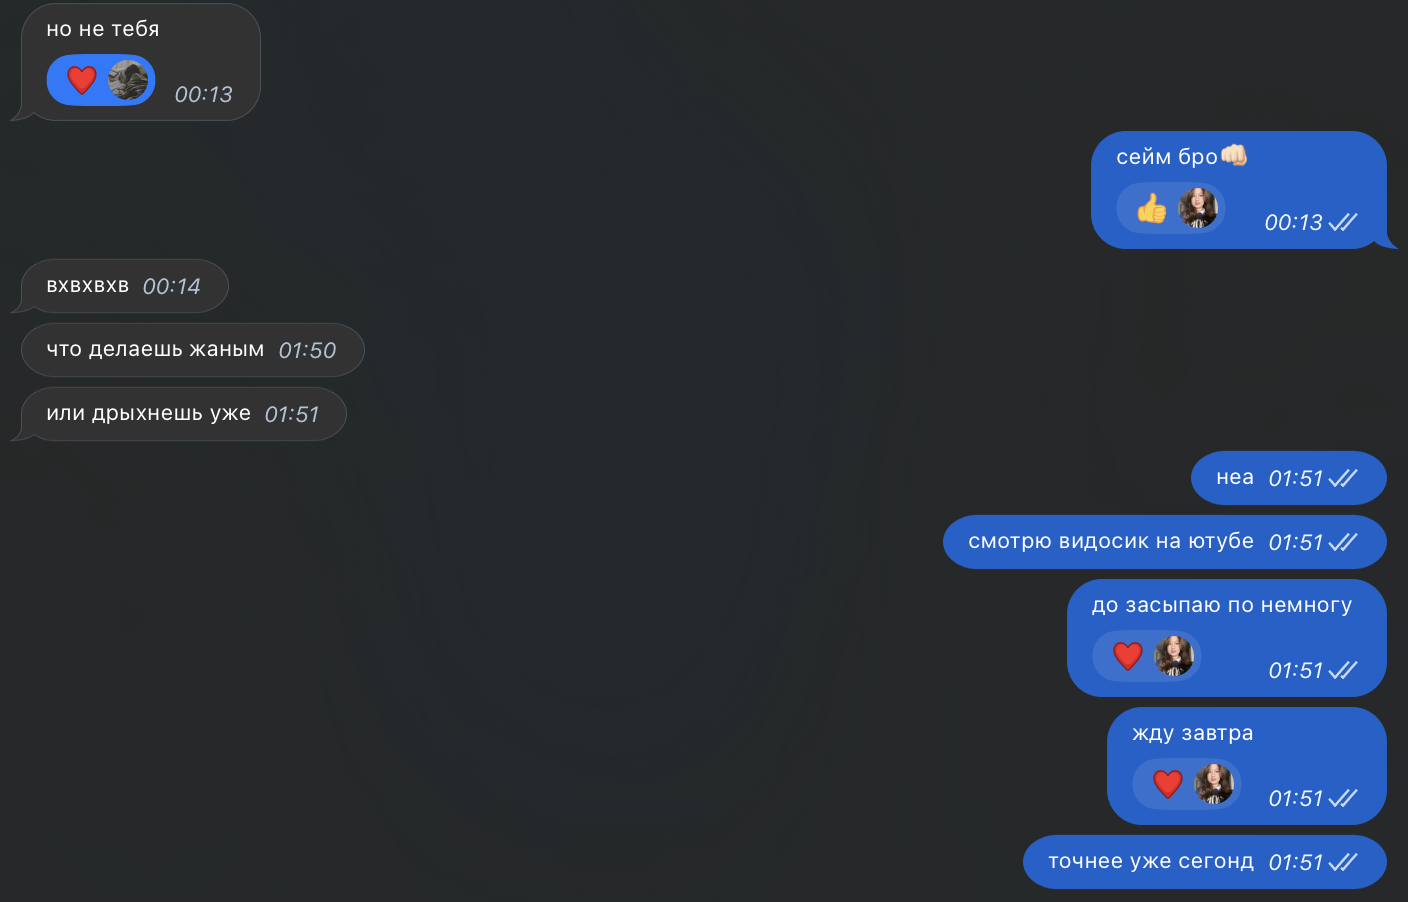 но не тебя
❤️ 00:13
сейм бро👊🏻
👍 00:13
вхвхвхв 00:14
что делаешь жаным 01:50
или дрыхнешь уже 01:51
неа 01:51
смотрю видосик на ютубе 01:51
до засыпаю по немногу
❤️ 01:51
жду завтра
❤️ 01:51
точнее уже сегонд 01:51